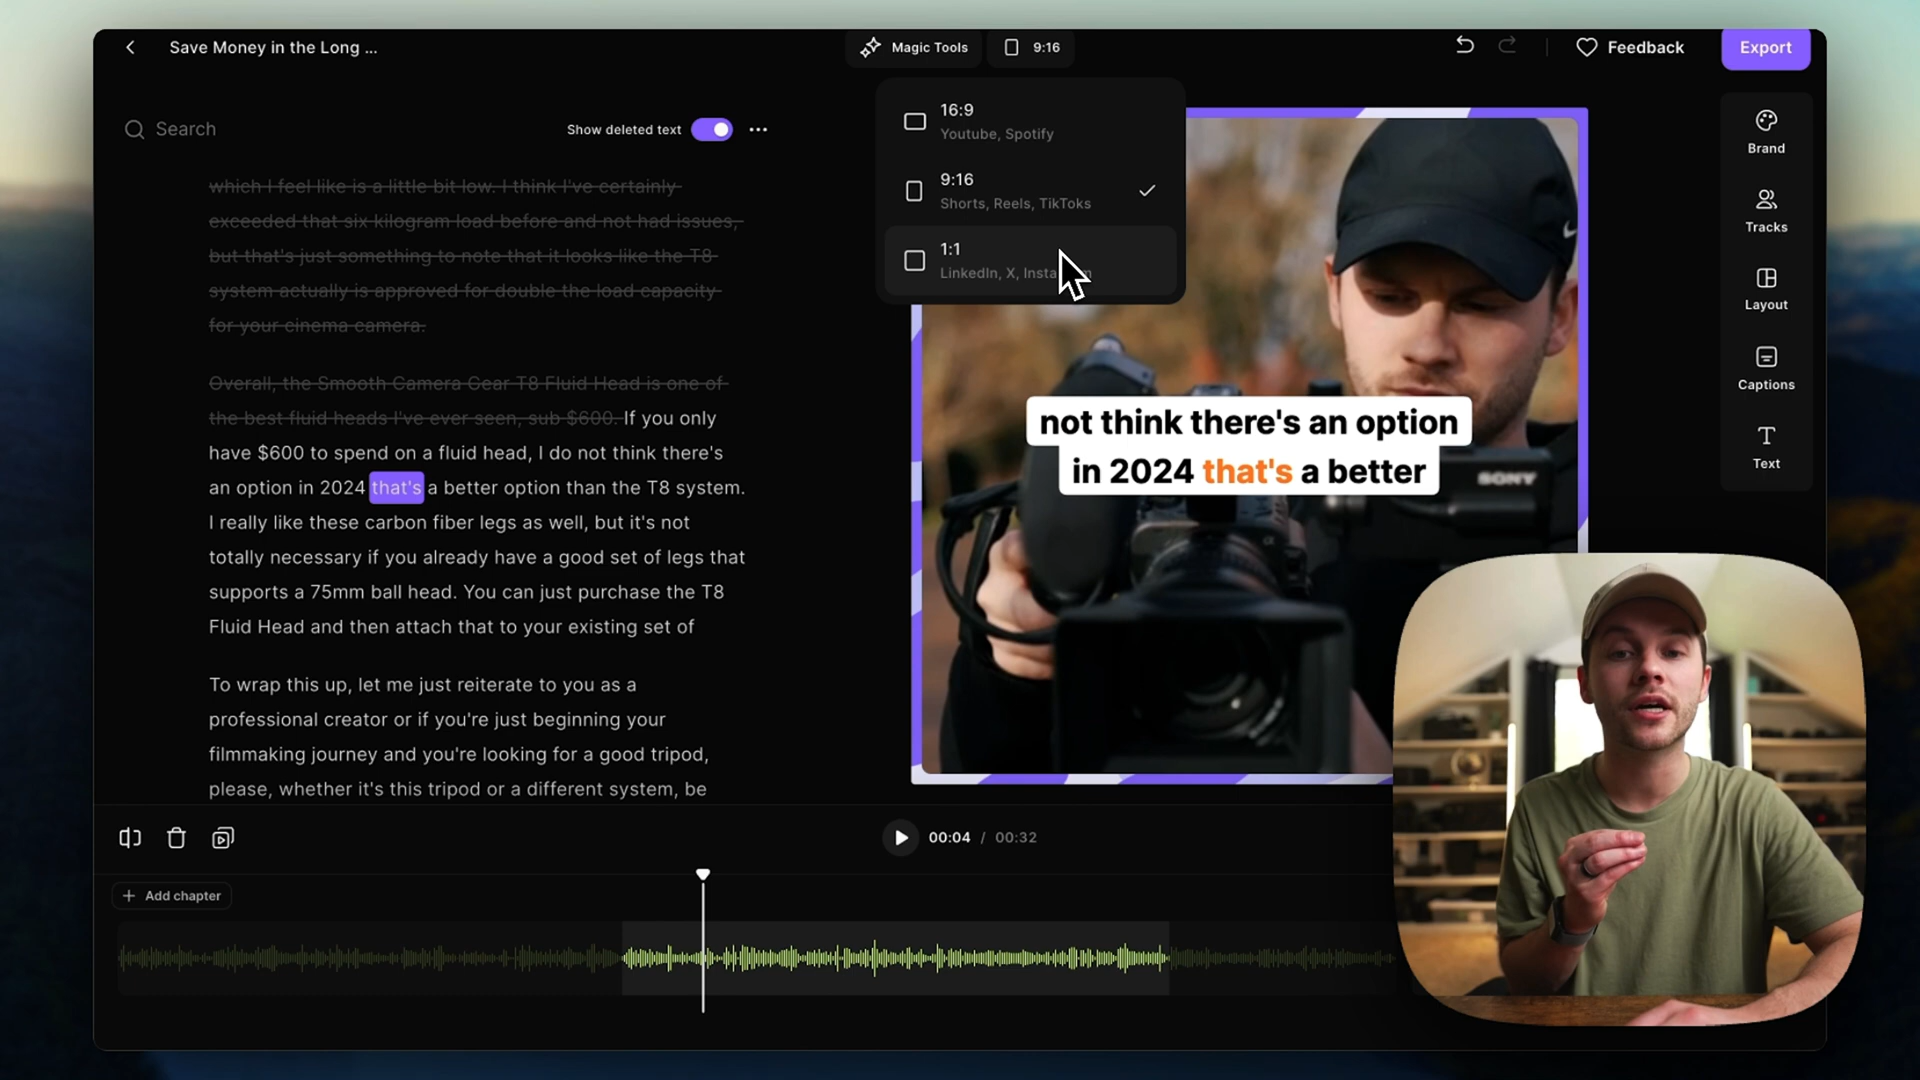 Save Money in the Long ...
Magic Tools
9:16
Feedback
Export
Search
Show deleted text
16:9
Youtube, Spotify
9:16
Shorts, Reels, TikToks
1:1
LinkedIn, X,
which I feel like is a little bit low. I think I've certainly
exceeded that six kilogram load before and not had issues,
but that's just something to note that it looks like the T8
system actually is approved for double the load capacity
for your cinema camera.
Overall, the Smooth Camera Gear T8 Fluid Head is one of
the best fluid heads I've ever seen, sub $600. If you only
have $600 to spend on a fluid head, I do not think there's
an option in 2024 that's a better option than the T8 system.
I really like these carbon fiber legs as well, but it's not
totally necessary if you already have a good set of legs that
supports a 75mm ball head. You can just purchase the T8
Fluid Head and then attach that to your existing set of
To wrap this up, let me just reiterate to you as a
professional creator or if you're just beginning your
filmmaking journey and you're looking for a good tripod,
please, whether it's this tripod or a different system, be
not think there's an option
in 2024 that's a better
SONY
Brand
Tracks
Layout
Captions
Text
00:04 / 00:32
Add chapter